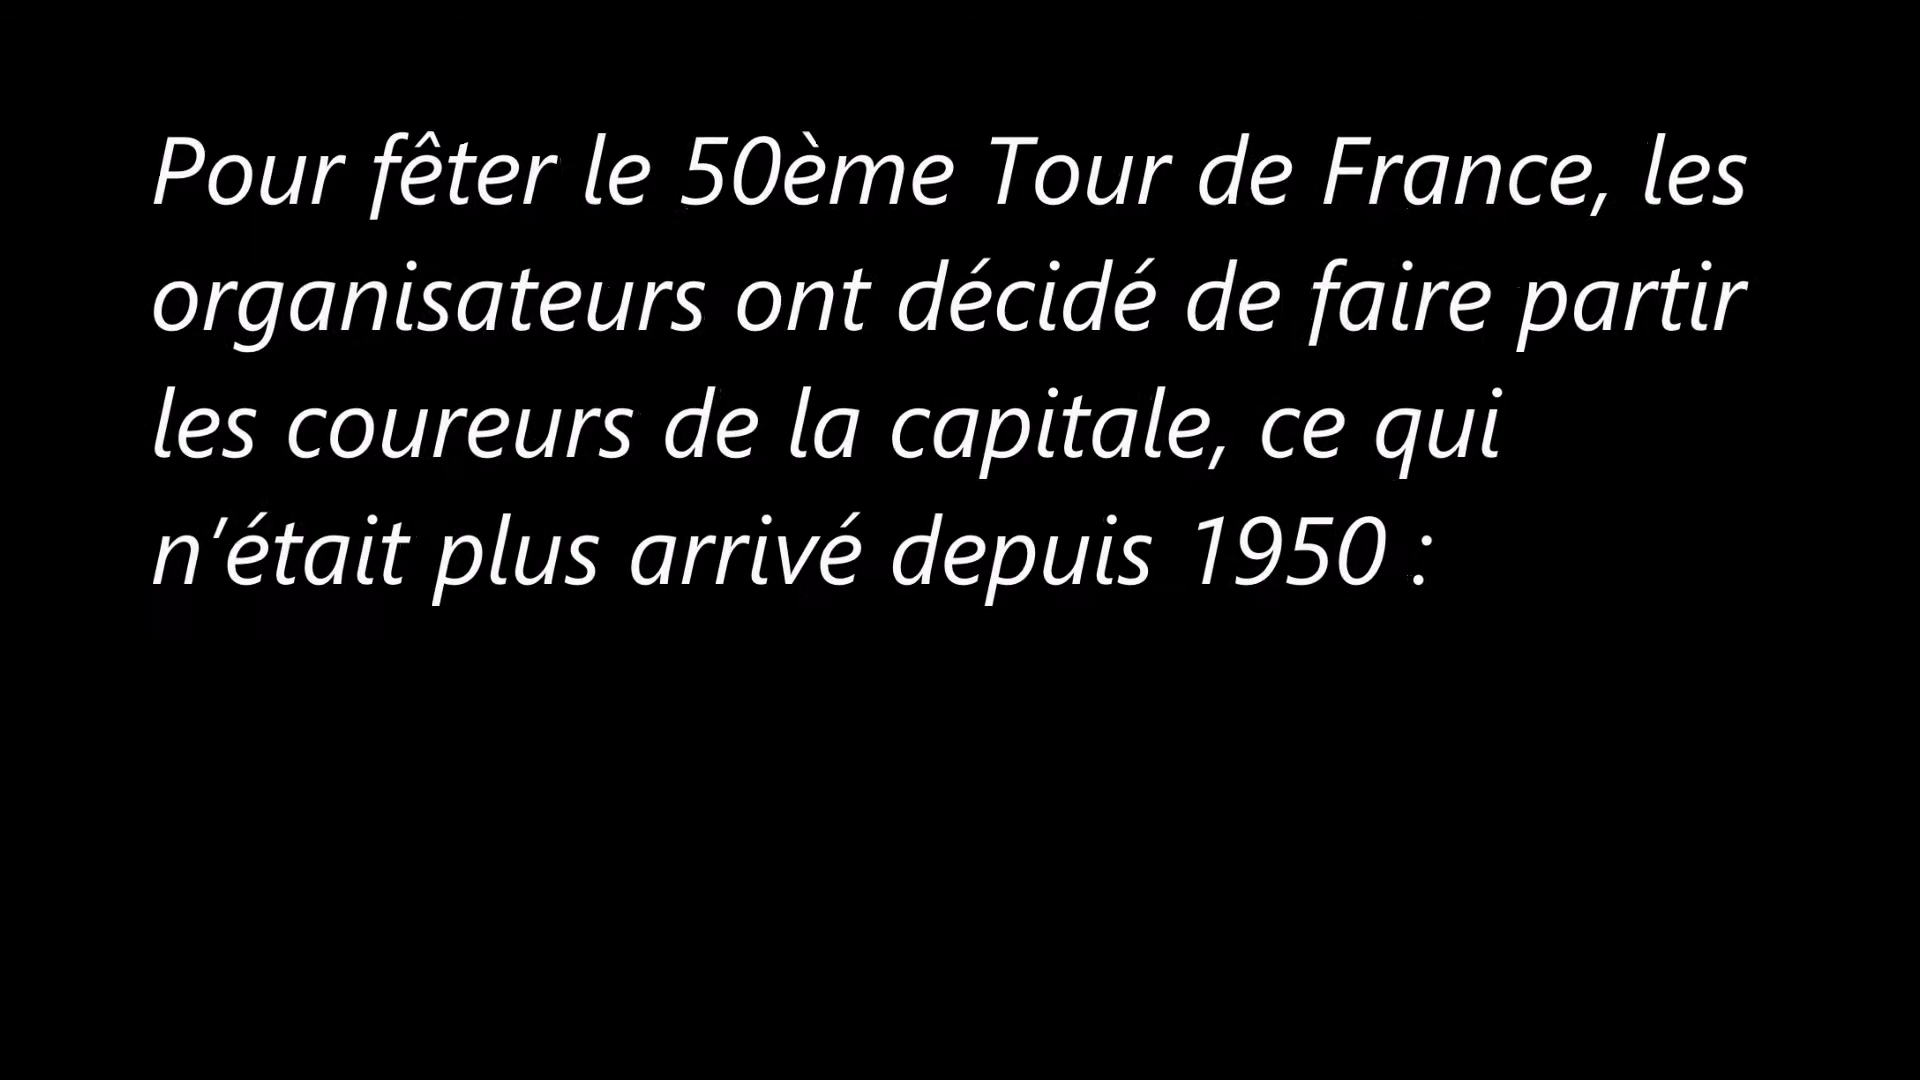 Pour fêter le 50ème Tour de France, les
organisateurs ont décidé de faire partir
les coureurs de la capitale, ce qui
n’était plus arrivé depuis 1950 :